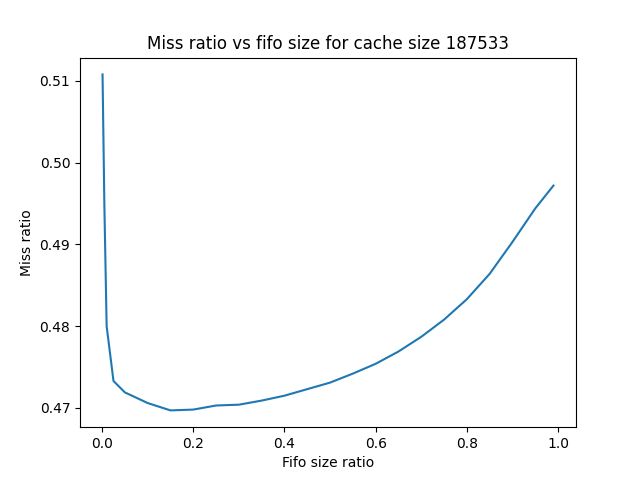 Miss ratio vs fifo size for cache size 187533
0.51
0.50
0.49
0.48
0.47
Miss ratio
0.0 0.2 0.4 0.6 0.8 1.0
Fifo size ratio